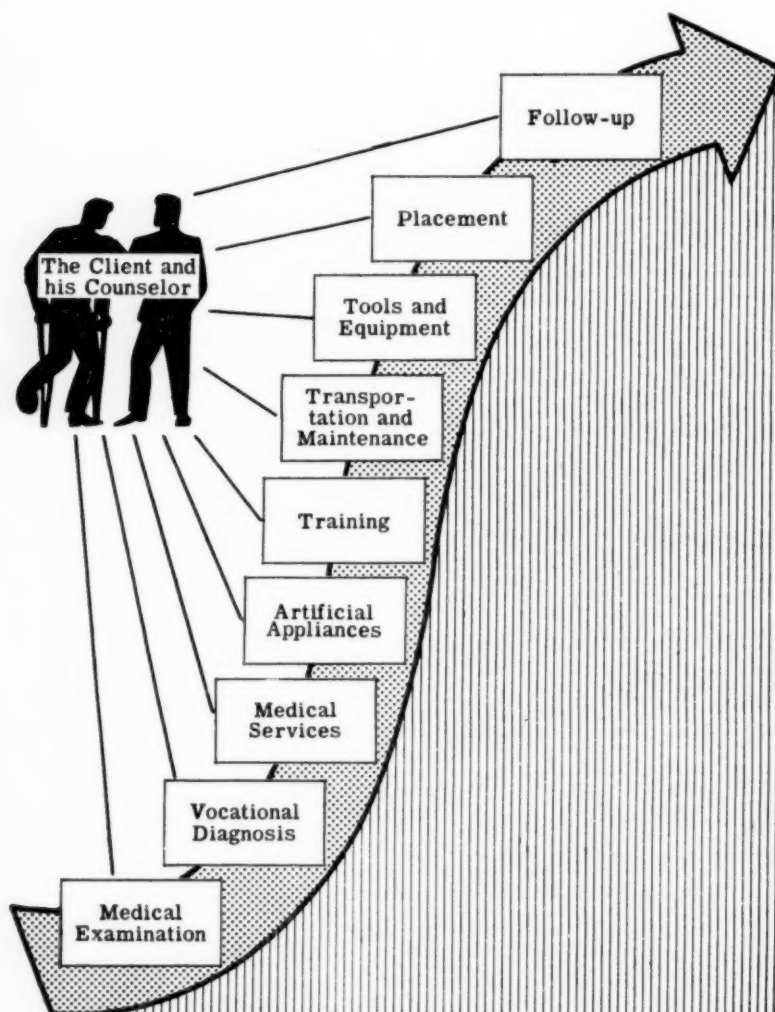 Follow-up
Placement
The Client and
his Counselor
Tools and
Equipment
Transpor-
tation and
Maintenance
Training
Artificial
Appliances
Medical
Services
Vocational
Diagnosis
Medical
Examination